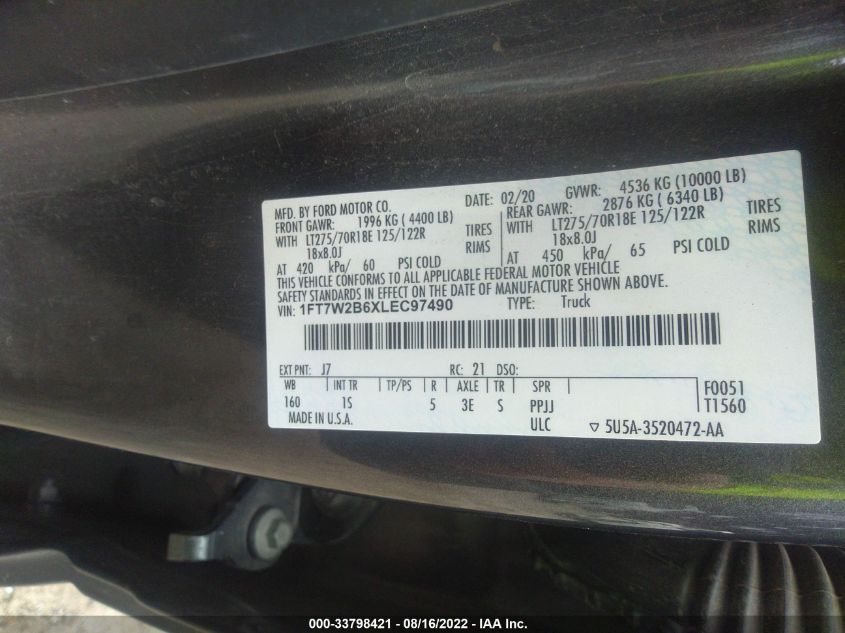 MFD. BY FORD MOTOR CO. DATE: 02/20 GVWR: 4536 KG (10000 LB)
FRONT GAWR: 1996 KG ( 4400 LB) REAR GAWR: 2876 KG ( 6340 LB)
WITH LT275/70R18E 125/122R TIRES WITH LT275/70R18E 125/122R TIRES
18x8.0J RIMS 18x8.0J RIMS
AT 420 kPa/ 60 PSI COLD AT 450 kPa/ 65 PSI COLD
THIS VEHICLE CONFORMS TO ALL APPLICABLE FEDERAL MOTOR VEHICLE
SAFETY STANDARDS IN EFFECT ON THE DATE OF MANUFACTURE SHOWN ABOVE.
VIN: 1FT7W2B6XLEC97490 TYPE: Truck
EXT PNT: J7 RC: 21 DSO:
WB INT TR TP/PS R AXLE TR SPR F0051
160 1S 5 3E S PPJJ T1560
MADE IN U.S.A. ULC ▽ 5U5A-3520472-AA
000-33798421 - 08/16/2022 - IAA Inc.